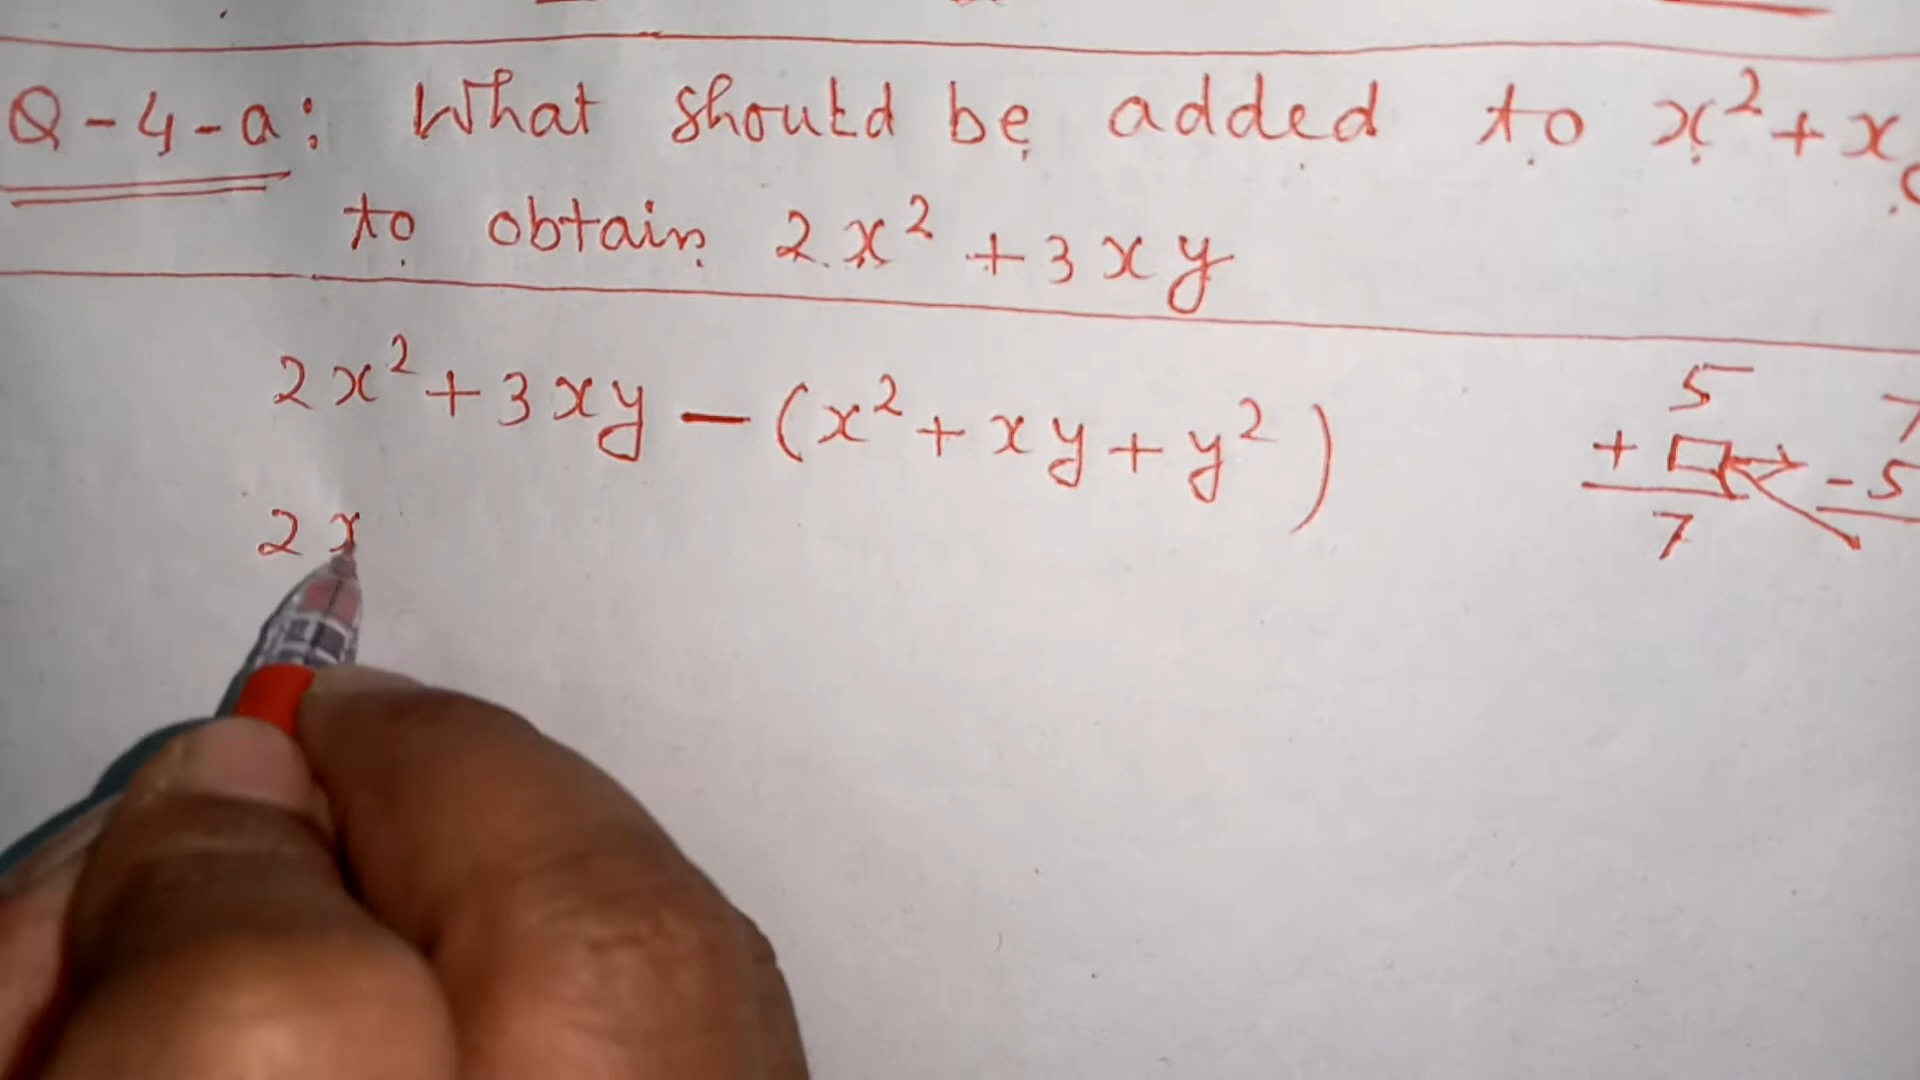 Q-4-a: What should be added to x²+xy
to obtain 2x²+3xy
2x²+3xy-(x²+xy+y²)
5 7
+ □ → -5
7
2x